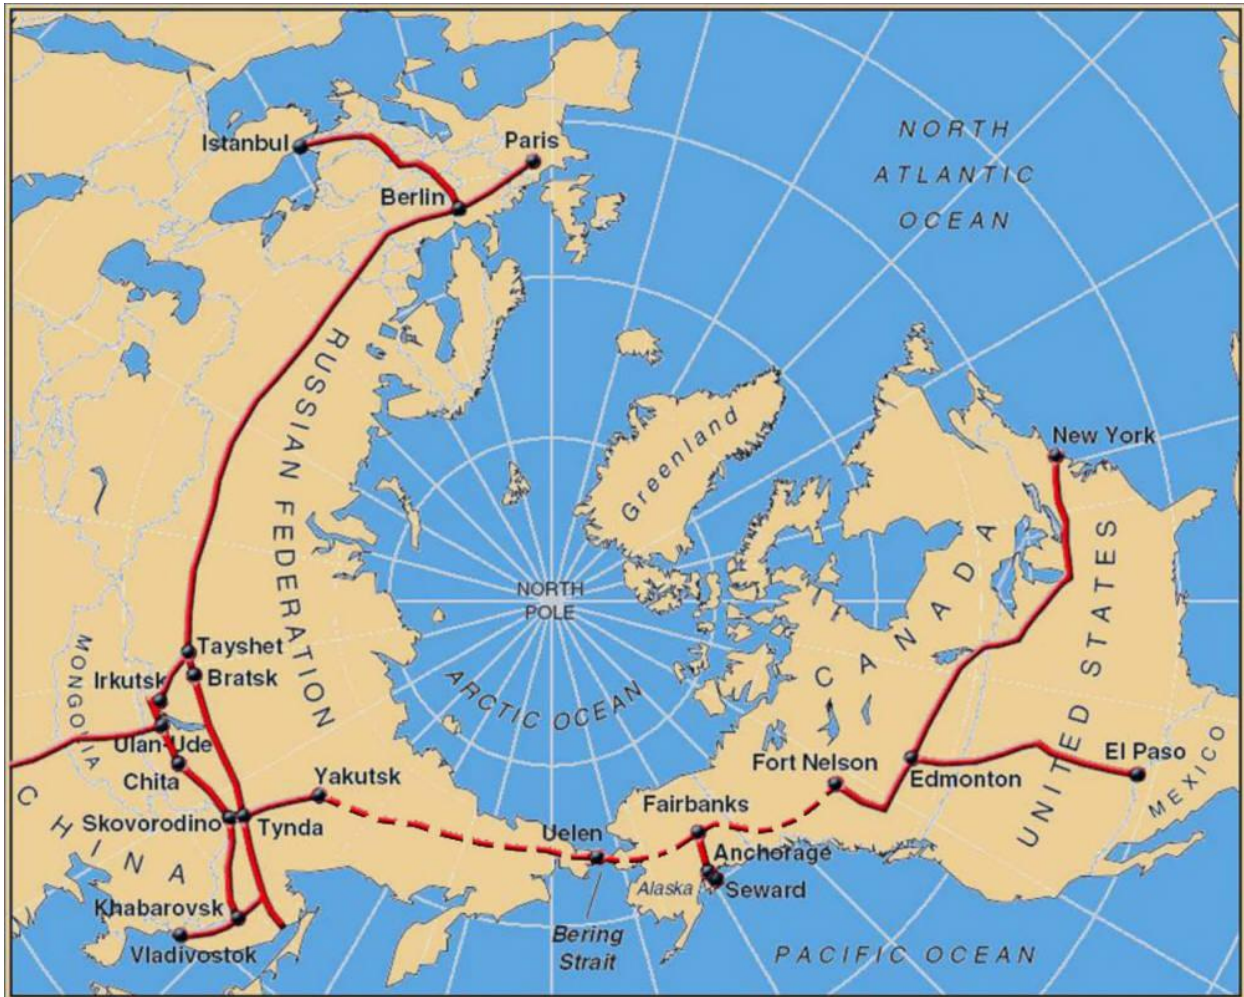 NORTH
ATLANTIC
OCEAN
Istanbul
Paris
Berlin
RUSSIAN FEDERATION
Greenland
New York
CANADA
UNITED STATES
NORTH
POLE
ARCTIC OCEAN
Tayshet
Bratsk
Irkutsk
MONGOLIA
Ulan-Ude
Chita
Yakutsk
Skovorodino
Tynda
CHINA
Khabarovsk
Vladivostok
Uelen
Bering
Strait
Fairbanks
Anchorage
Alaska
Seward
Fort Nelson
Edmonton
El Paso
MEXICO
PACIFIC OCEAN